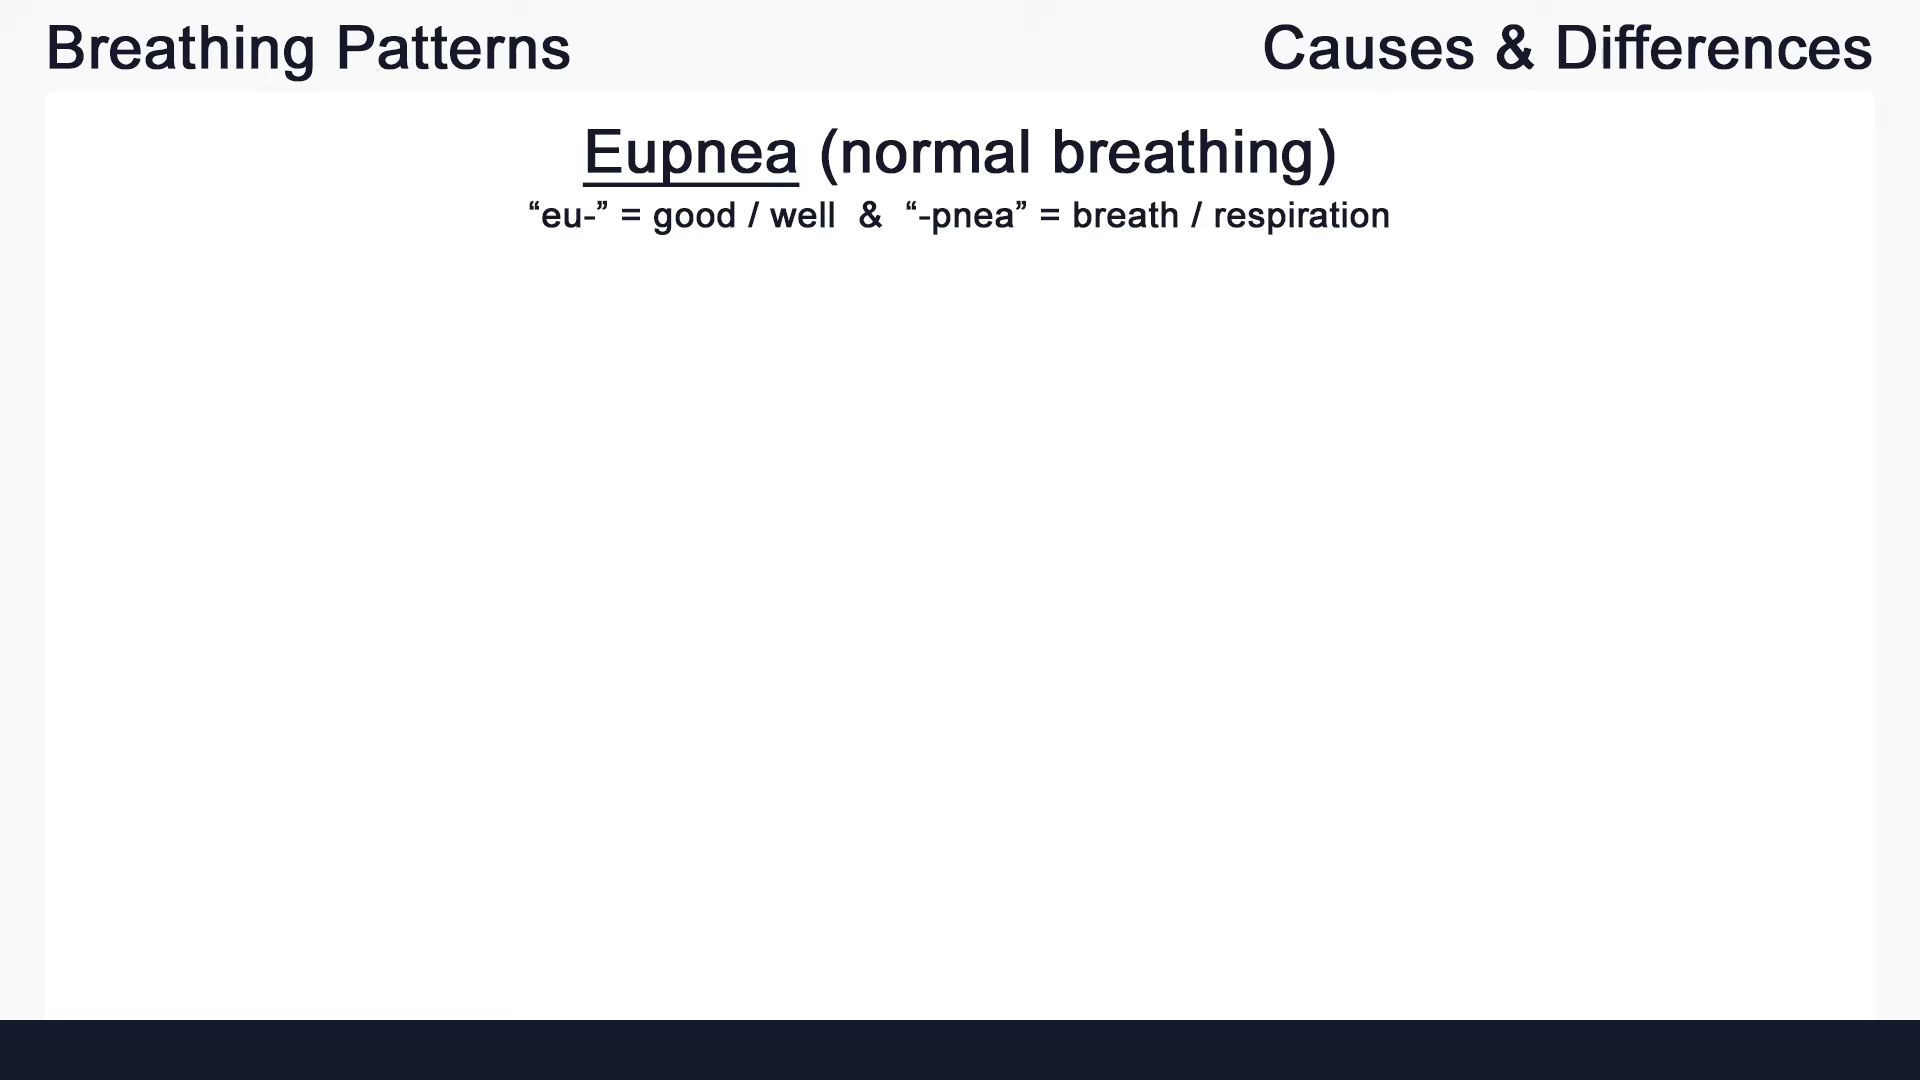 Breathing Patterns
Causes & Differences
Eupnea (normal breathing)
“eu-” = good / well & “-pnea” = breath / respiration